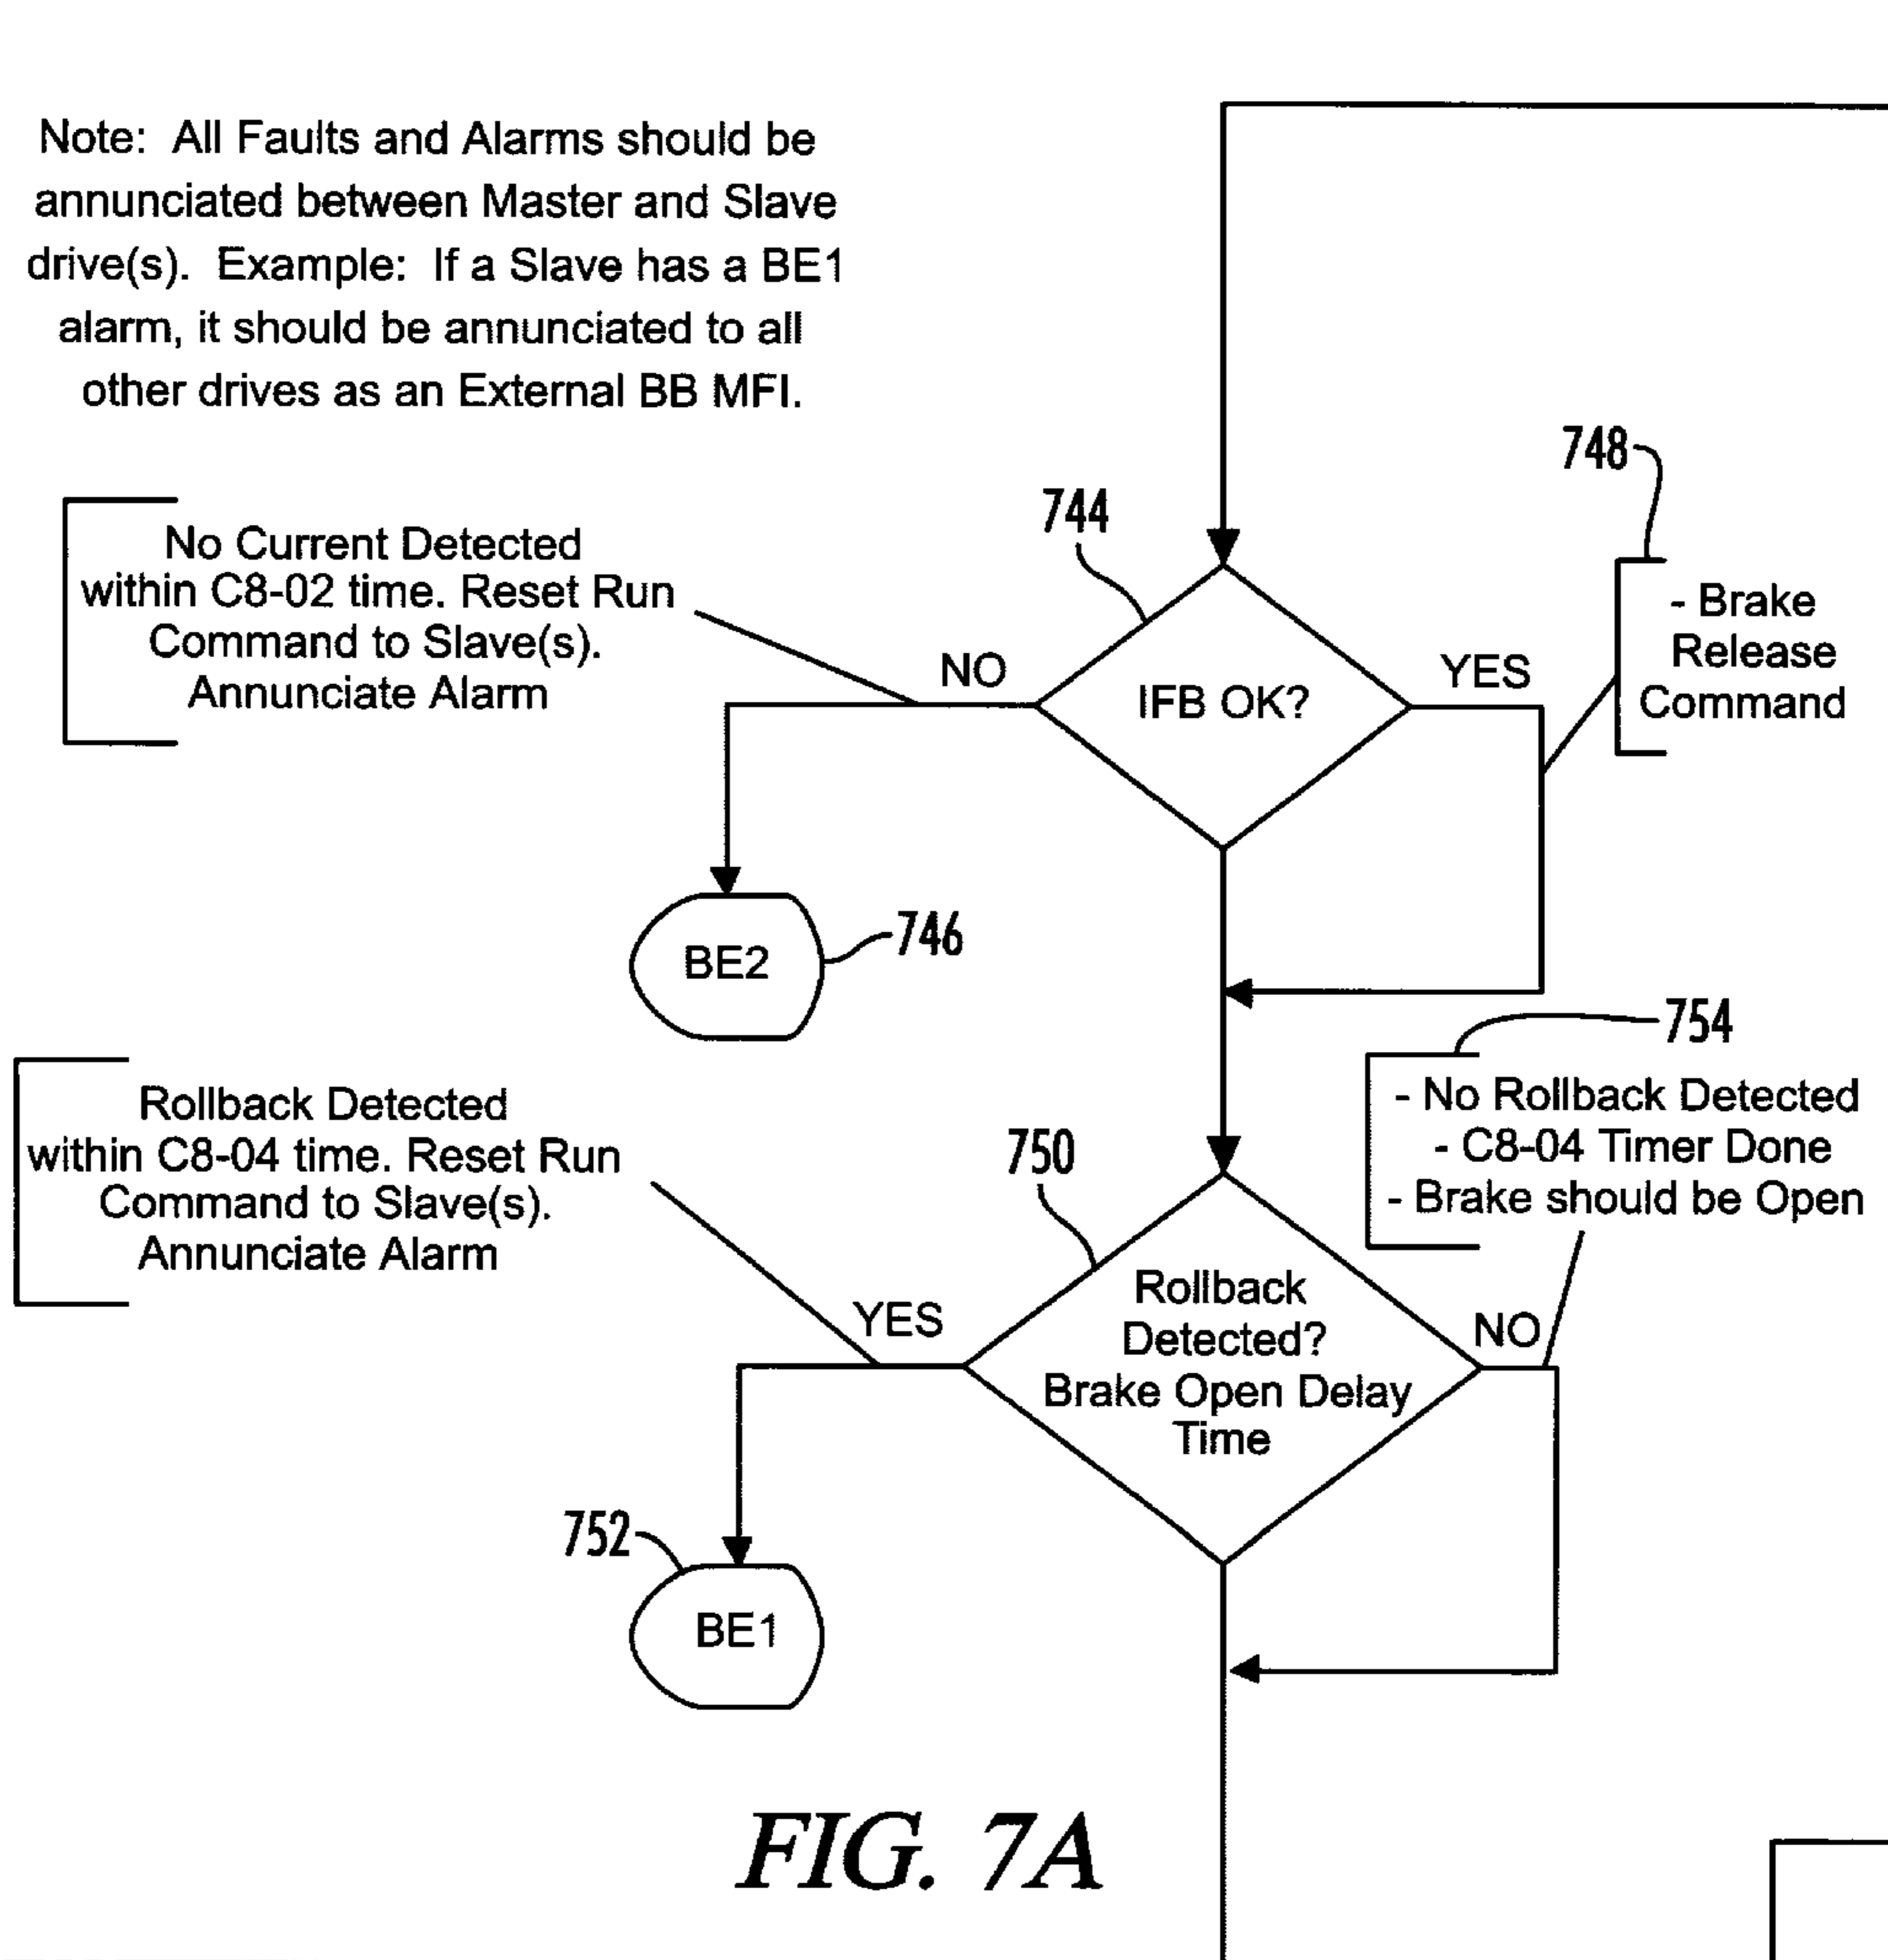 Note: All Faults and Alarms should be
annunciated between Master and Slave
drive(s). Example: If a Slave has a BE1
alarm, it should be annunciated to all
other drives as an External BB MFI.
748
744
No Current Detected
within C8-02 time. Reset Run
Command to Slave(s).
Annunciate Alarm
NO
IFB OK?
YES
- Brake
Release
Command
BE2
746
754
Rollback Detected
within C8-04 time. Reset Run
Command to Slave(s).
Annunciate Alarm
750
- No Rollback Detected
- C8-04 Timer Done
- Brake should be Open
YES
Rollback
Detected?
Brake Open Delay
Time
NO
752
BE1
FIG. 7A